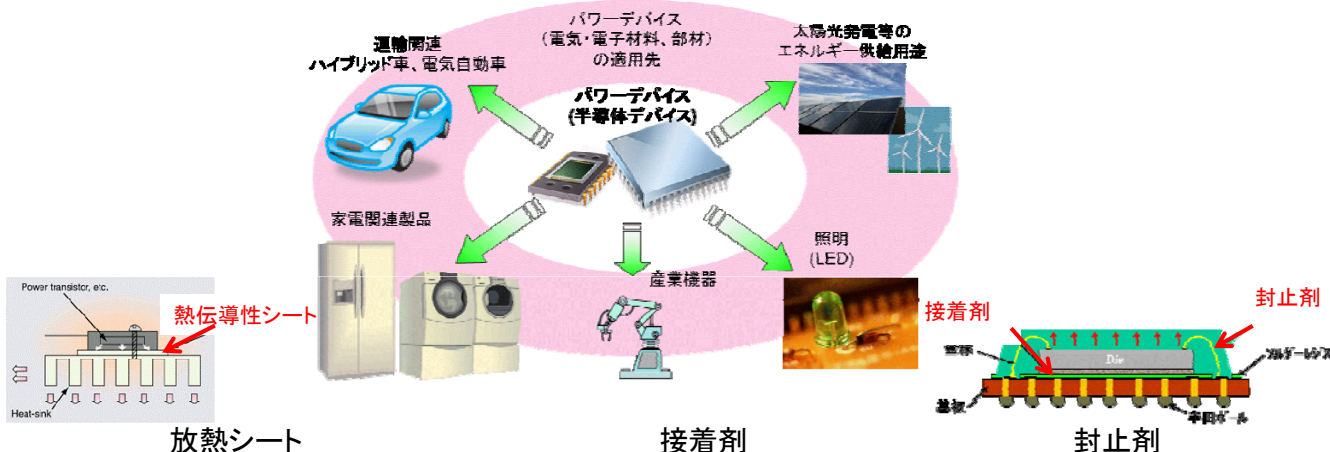 パワーデバイス
(電気・電子材料、部材)
の適用先
運輸関連
ハイブリッド車、電気自動車
太陽光発電等の
エネルギー供給用途
パワーデバイス
(半導体デバイス)
家電関連製品
照明
(LED)
産業機器
Power transistor, etc.
熱伝導性シート
Heat-sink
接着剤
封止剤
Die
基板
半田ボール
放熱シート
接着剤
封止剤